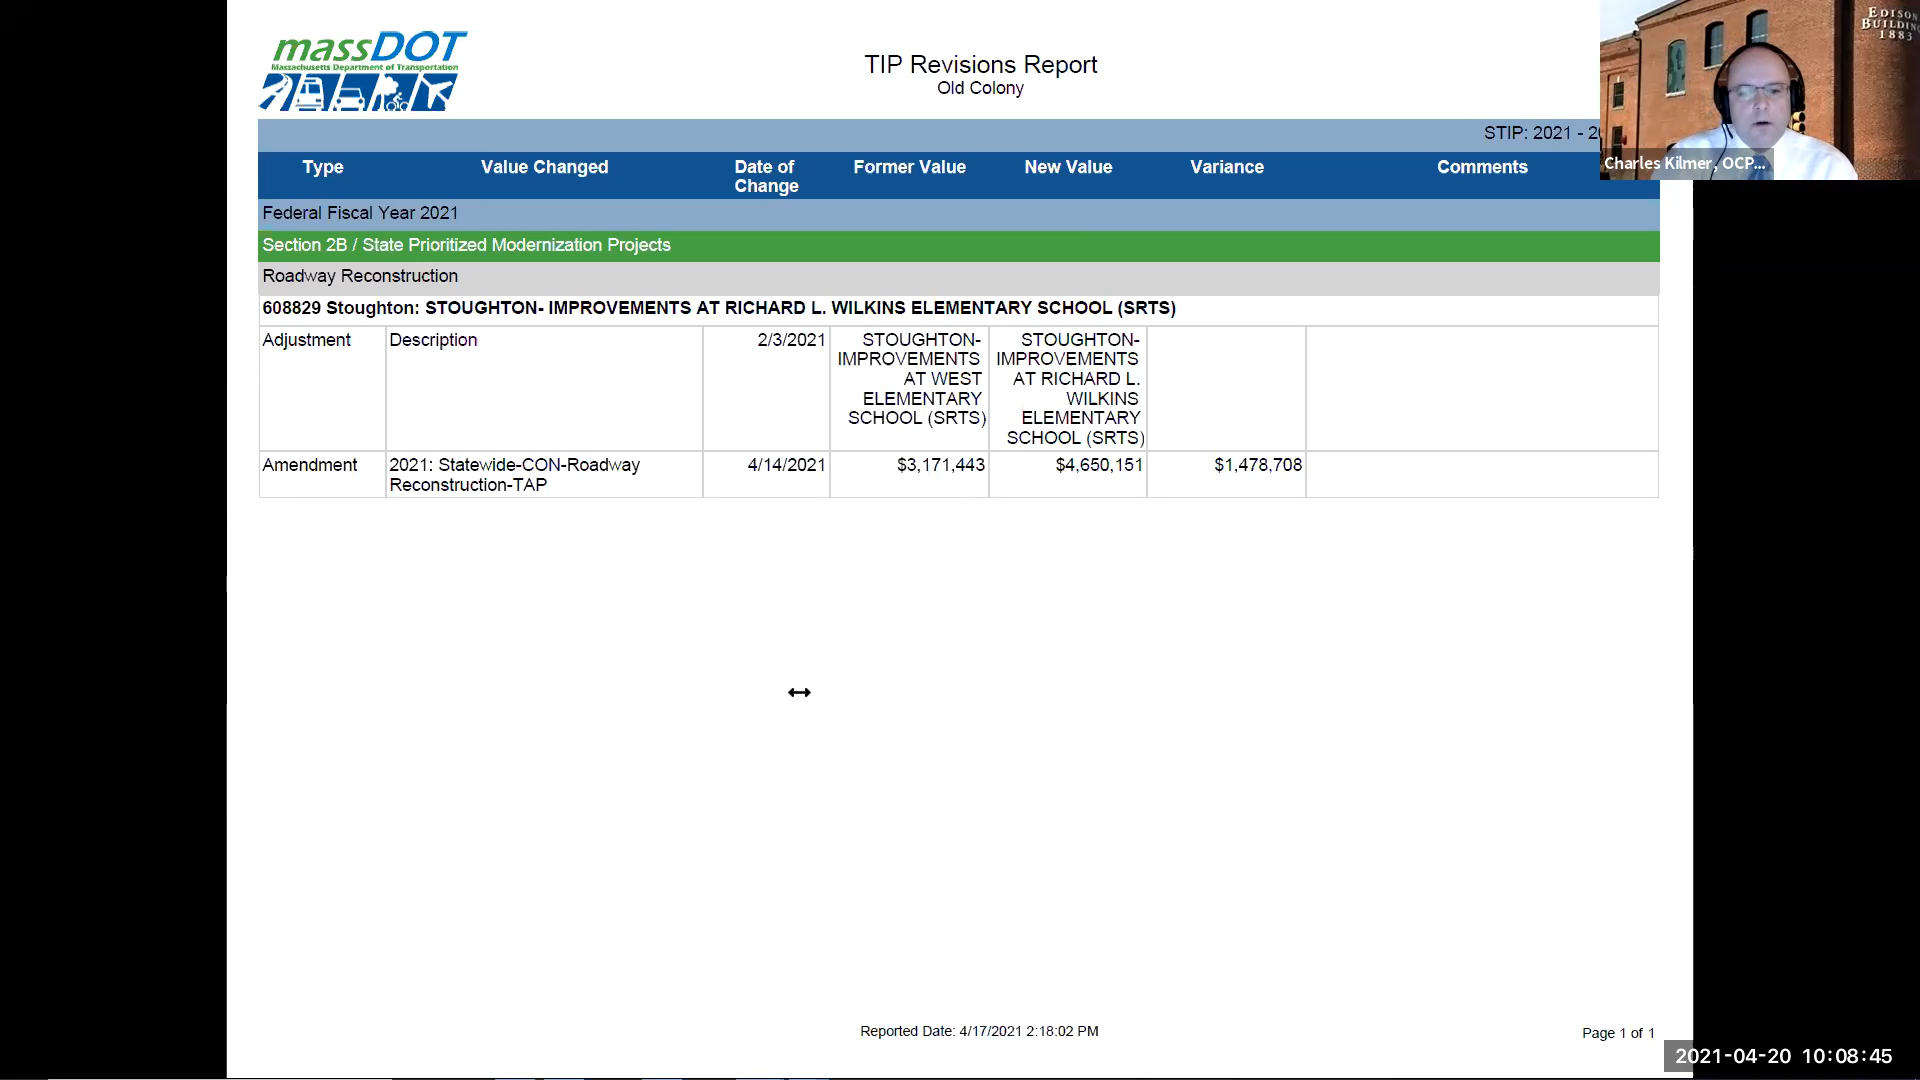 massDOT
Massachusetts Department of Transportation
TIP Revisions Report
Old Colony
EDISON
BUILDING
1883
Charles Kilmer, OCP...
STIP: 2021 -
Type Value Changed Date of Change Former Value New Value Variance Comments
Federal Fiscal Year 2021
Section 2B / State Prioritized Modernization Projects
Roadway Reconstruction
608829 Stoughton: STOUGHTON- IMPROVEMENTS AT RICHARD L. WILKINS ELEMENTARY SCHOOL (SRTS)
Adjustment
Description
2/3/2021
STOUGHTON-
IMPROVEMENTS
AT WEST
ELEMENTARY
SCHOOL (SRTS)
STOUGHTON-
IMPROVEMENTS
AT RICHARD L.
WILKINS
ELEMENTARY
SCHOOL (SRTS)
Amendment
2021: Statewide-CON-Roadway
Reconstruction-TAP
4/14/2021
$3,171,443
$4,650,151
$1,478,708
Reported Date: 4/17/2021 2:18:02 PM
Page 1 of 1
2021-04-20 10:08:45